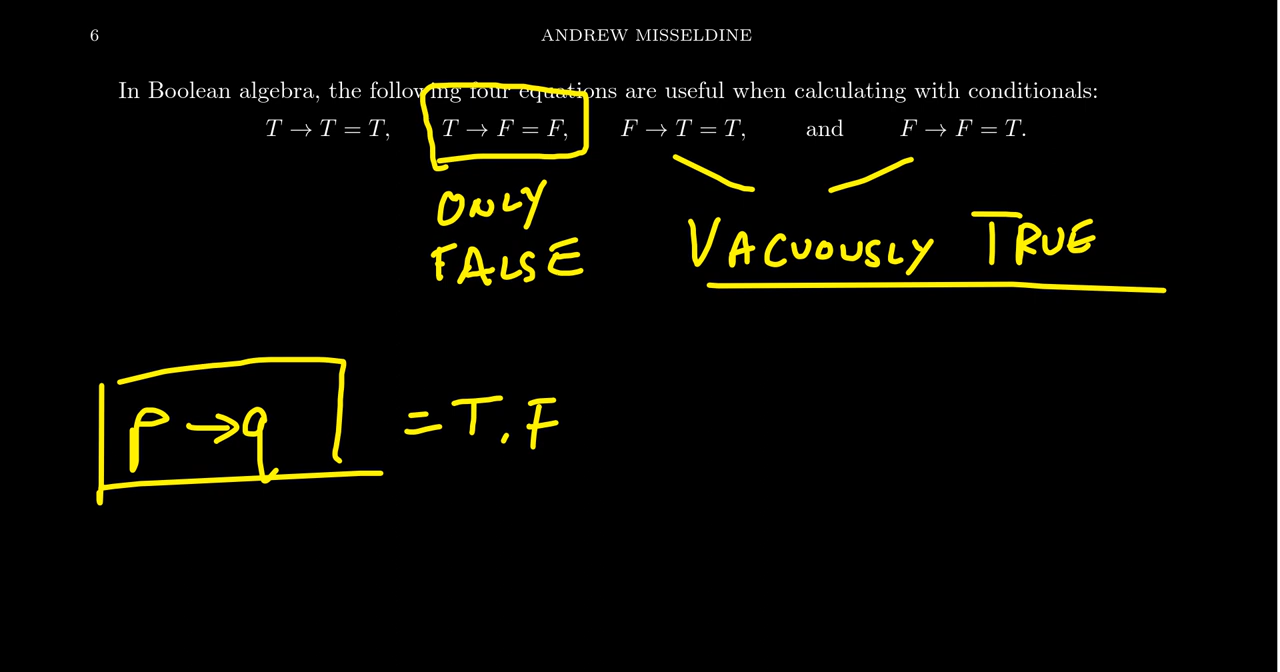 6 ANDREW MISSELDINE
In Boolean algebra, the following four equations are useful when calculating with conditionals:
T → T = T, T → F = F, F → T = T, and F → F = T.
ONLY
FALSE
VACUOUSLY TRUE
p → q = T, F